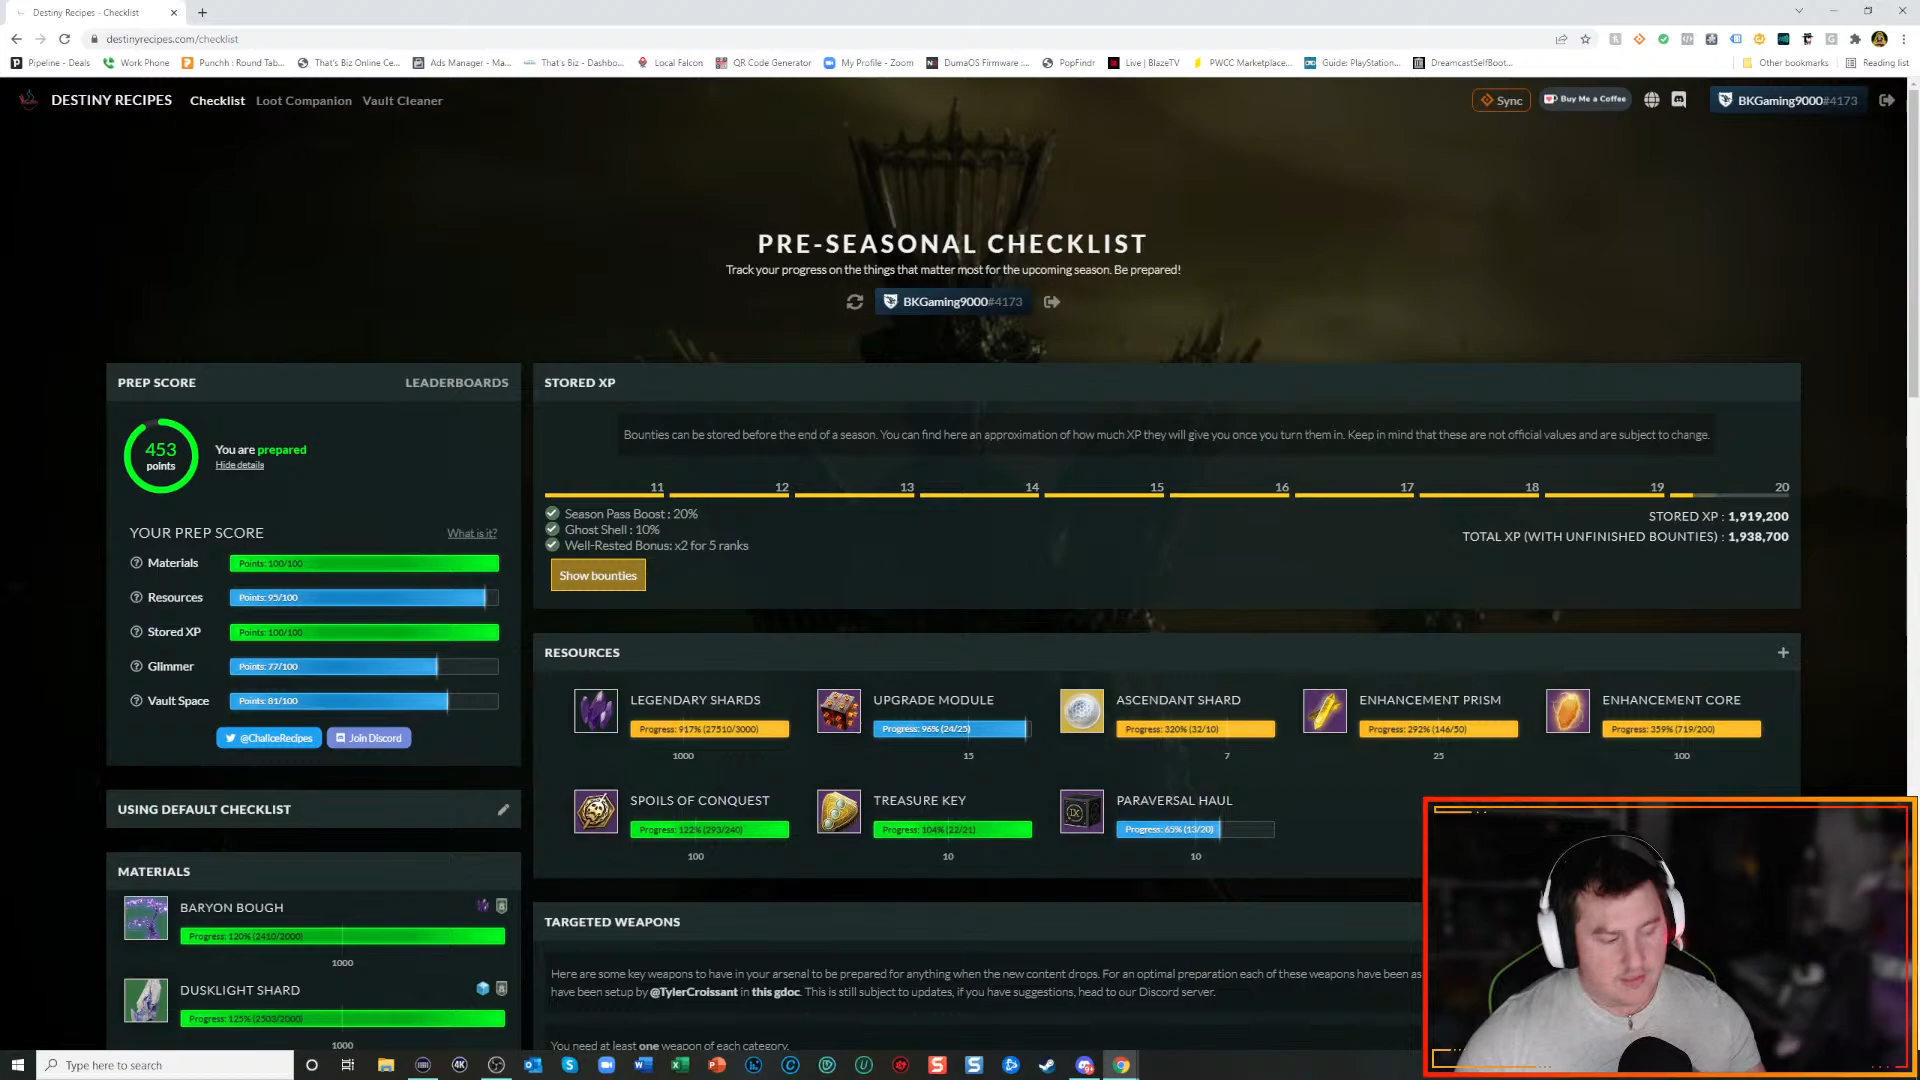 Destiny Recipes - Checklist
destinyrecipes.com/checklist
Pipeline - Deals
Work Phone
Punchh : Round Tab...
That's Biz Online Ce...
Ads Manager - Ma...
That's Biz - Dashbo...
Local Falcon
QR Code Generator
My Profile - Zoom
DumaOS Firmware :...
PopFindr
Live | BlazeTV
PWCC Marketplace...
Guide: PlayStation...
DreamcastSelfBoot...
Other bookmarks
Reading list
DESTINY RECIPES
Checklist
Loot Companion
Vault Cleaner
Sync
Buy Me a Coffee
BKGaming9000#4173
PRE-SEASONAL CHECKLIST
Track your progress on the things that matter most for the upcoming season. Be prepared!
BKGaming9000#4173
PREP SCORE
LEADERBOARDS
453
points
You are prepared
Hide details
YOUR PREP SCORE
What is it?
Materials
Points: 100/100
Resources
Points: 95/100
Stored XP
Points: 100/100
Glimmer
Points: 77/100
Vault Space
Points: 81/100
@ChaliceRecipes
Join Discord
USING DEFAULT CHECKLIST
MATERIALS
BARYON BOUGH
Progress: 120% (2410/2000)
1000
DUSKLIGHT SHARD
Progress: 125% (2503/2000)
1000
STORED XP
Bounties can be stored before the end of a season. You can find here an approximation of how much XP they will give you once you turn them in. Keep in mind that these are not official values and are subject to change.
11
12
13
14
15
16
17
18
19
20
Season Pass Boost : 20%
Ghost Shell : 10%
Well-Rested Bonus: x2 for 5 ranks
STORED XP : 1,919,200
TOTAL XP (WITH UNFINISHED BOUNTIES) : 1,938,700
Show bounties
RESOURCES
LEGENDARY SHARDS
Progress: 917% (27510/3000)
1000
UPGRADE MODULE
Progress: 96% (24/25)
15
ASCENDANT SHARD
Progress: 320% (32/10)
7
ENHANCEMENT PRISM
Progress: 292% (146/50)
25
ENHANCEMENT CORE
Progress: 359% (719/200)
100
SPOILS OF CONQUEST
Progress: 122% (293/240)
100
TREASURE KEY
Progress: 104% (22/21)
10
PARAVERSAL HAUL
Progress: 65% (13/20)
10
TARGETED WEAPONS
Here are some key weapons to have in your arsenal to be prepared for anything when the new content drops. For an optimal preparation each of these weapons have been as
have been setup by @TylerCroissant in this gdoc. This is still subject to updates, if you have suggestions, head to our Discord server.
You need at least one weapon of each category.
Type here to search